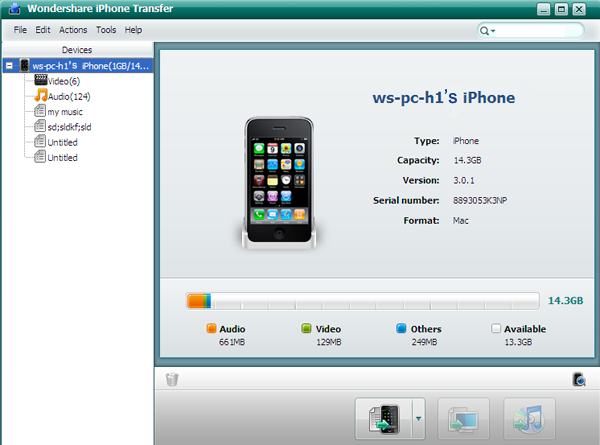 Wondershare iPhone Transfer
File Edit Actions Tools Help
Devices
ws-pc-h1's iPhone(1GB/14...
Video(6)
Audio(124)
my music
sd;sldkf;sld
Untitled
Untitled
ws-pc-h1's iPhone
Type: iPhone
Capacity: 14.3GB
Version: 3.0.1
Serial number: 8893053K3NP
Format: Mac
14.3GB
Audio Video Others Available
661MB 129MB 249MB 13.3GB